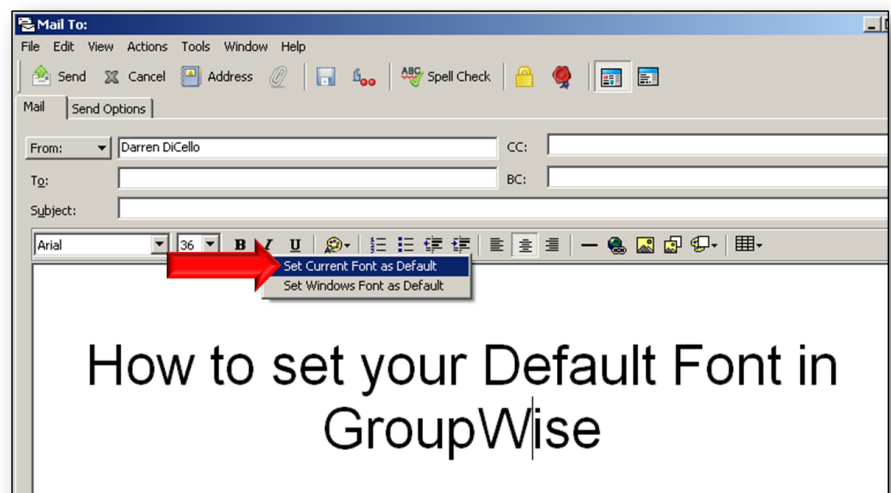 Mail To:
File Edit View Actions Tools Window Help
Send Cancel Address ABC Spell Check
Mail Send Options
From: Darren DiCello CC:
To: BC:
Subject:
Arial 36 B I U
Set Current Font as Default
Set Windows Font as Default
How to set your Default Font in
GroupWise